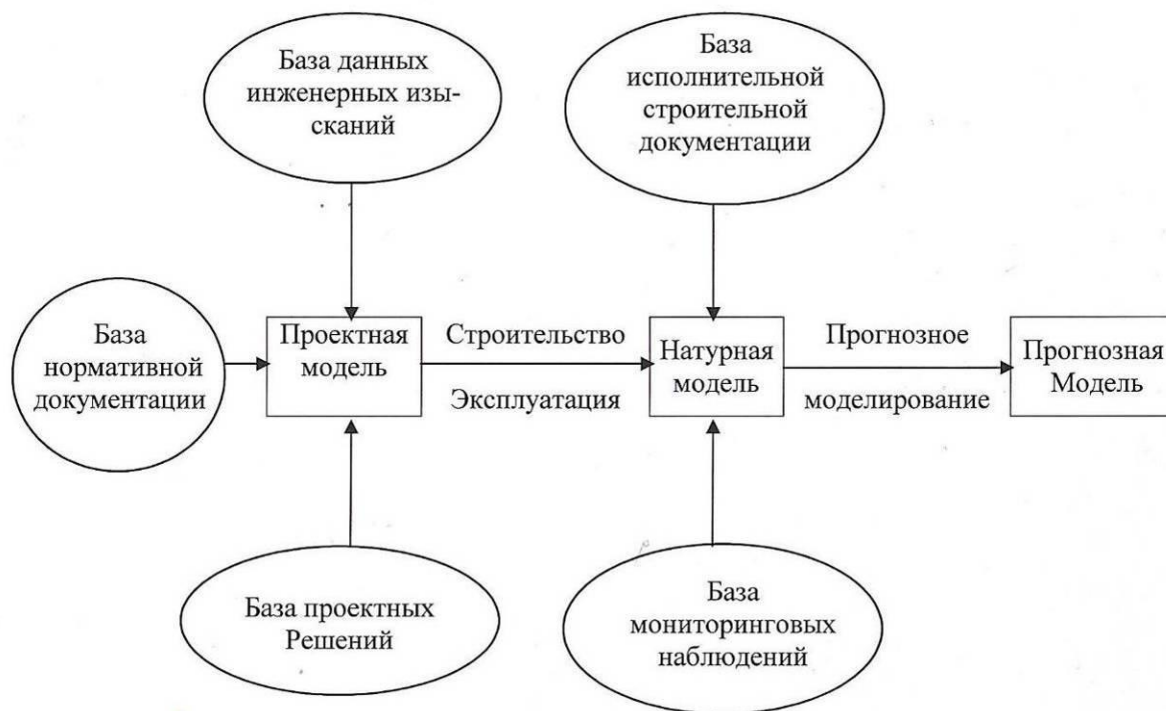 База данных
инженерных изы-
сканий
База
исполнительной
строительной
документации
База
нормативной
документации
Проектная
модель
Строительство
Эксплуатация
Натурная
модель
Прогнозное
моделирование
Прогнозная
Модель
База проектных
Решений
База
мониторинговых
наблюдений